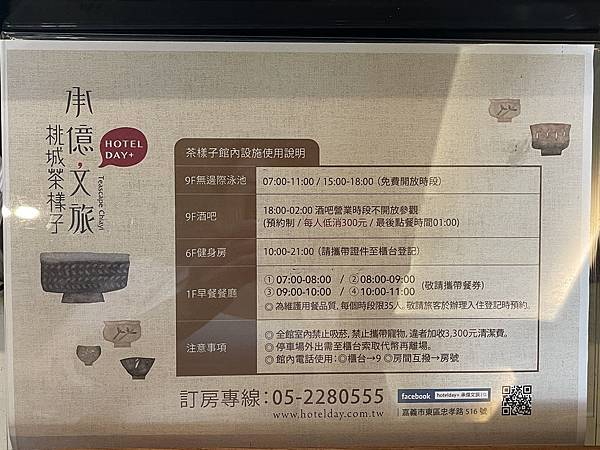 承億文旅
桃城茶樣子
HOTEL
DAY+
Teascape Chayi
茶樣子館內設施使用說明
9F無邊際泳池 07:00-11:00 / 15:00-18:00 (免費開放時段)
9F酒吧
18:00-02:00 酒吧營業時段不開放參觀
(預約制 / 每人低消300元 / 最後點餐時間01:00)
6F健身房 10:00-21:00 (請攜帶證件至櫃台登記)
1F早餐餐廳
① 07:00-08:00 / ②08:00-09:00
③ 09:00-10:00 / ④10:00-11:00 (敬請攜帶餐券)
◎為維護用餐品質,每個時段限35人,敬請旅客於辦理入住登記時預約。
注意事項
◎ 全館室內禁止吸菸,禁止攜帶寵物,違者加收3,300元清潔費。
◎ 停車場外出需至櫃台索取代幣再離場。
◎ 館內電話使用:◎櫃台→9 ◎房間互撥→房號
訂房專線:05-2280555
www.hotelday.com.tw
facebook hotelday+ 承億文旅
嘉義市東區忠孝路 516 號